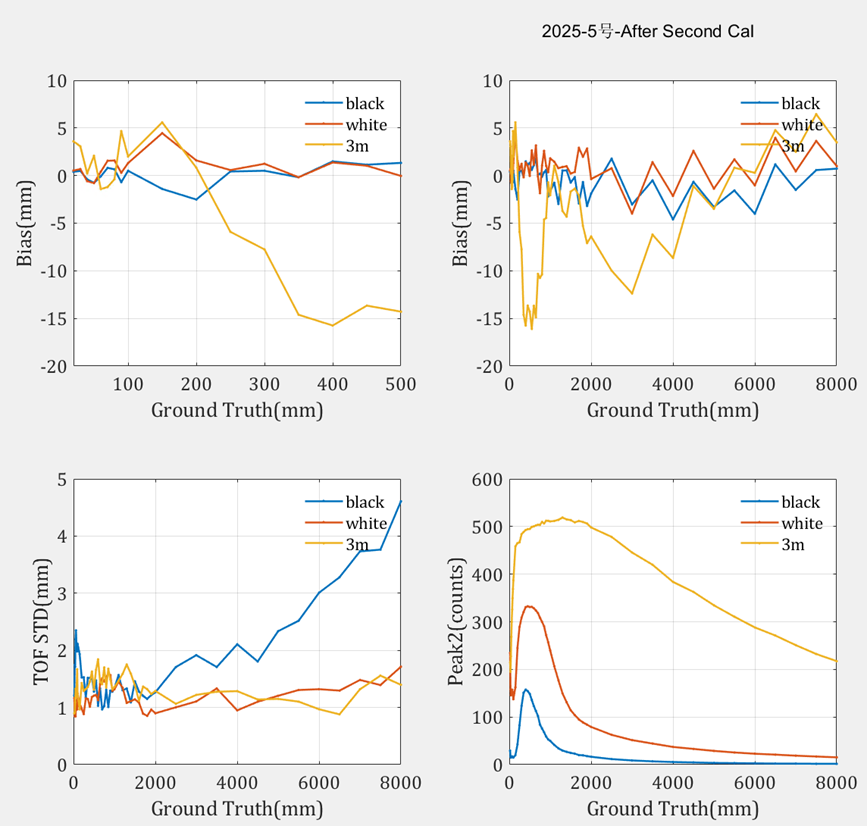 2025-5号-After Second Cal
10
5
0
-5
-10
-15
-20
Bias(mm)
100 200 300 400 500
Ground Truth(mm)
black
white
3m
10
5
0
-5
-10
-15
-20
Bias(mm)
0 2000 4000 6000 8000
Ground Truth(mm)
black
white
3m
5
4
3
2
1
0
TOF STD(mm)
0 2000 4000 6000 8000
Ground Truth(mm)
black
white
3m
600
500
400
300
200
100
0
Peak2(counts)
0 2000 4000 6000 8000
Ground Truth(mm)
black
white
3m